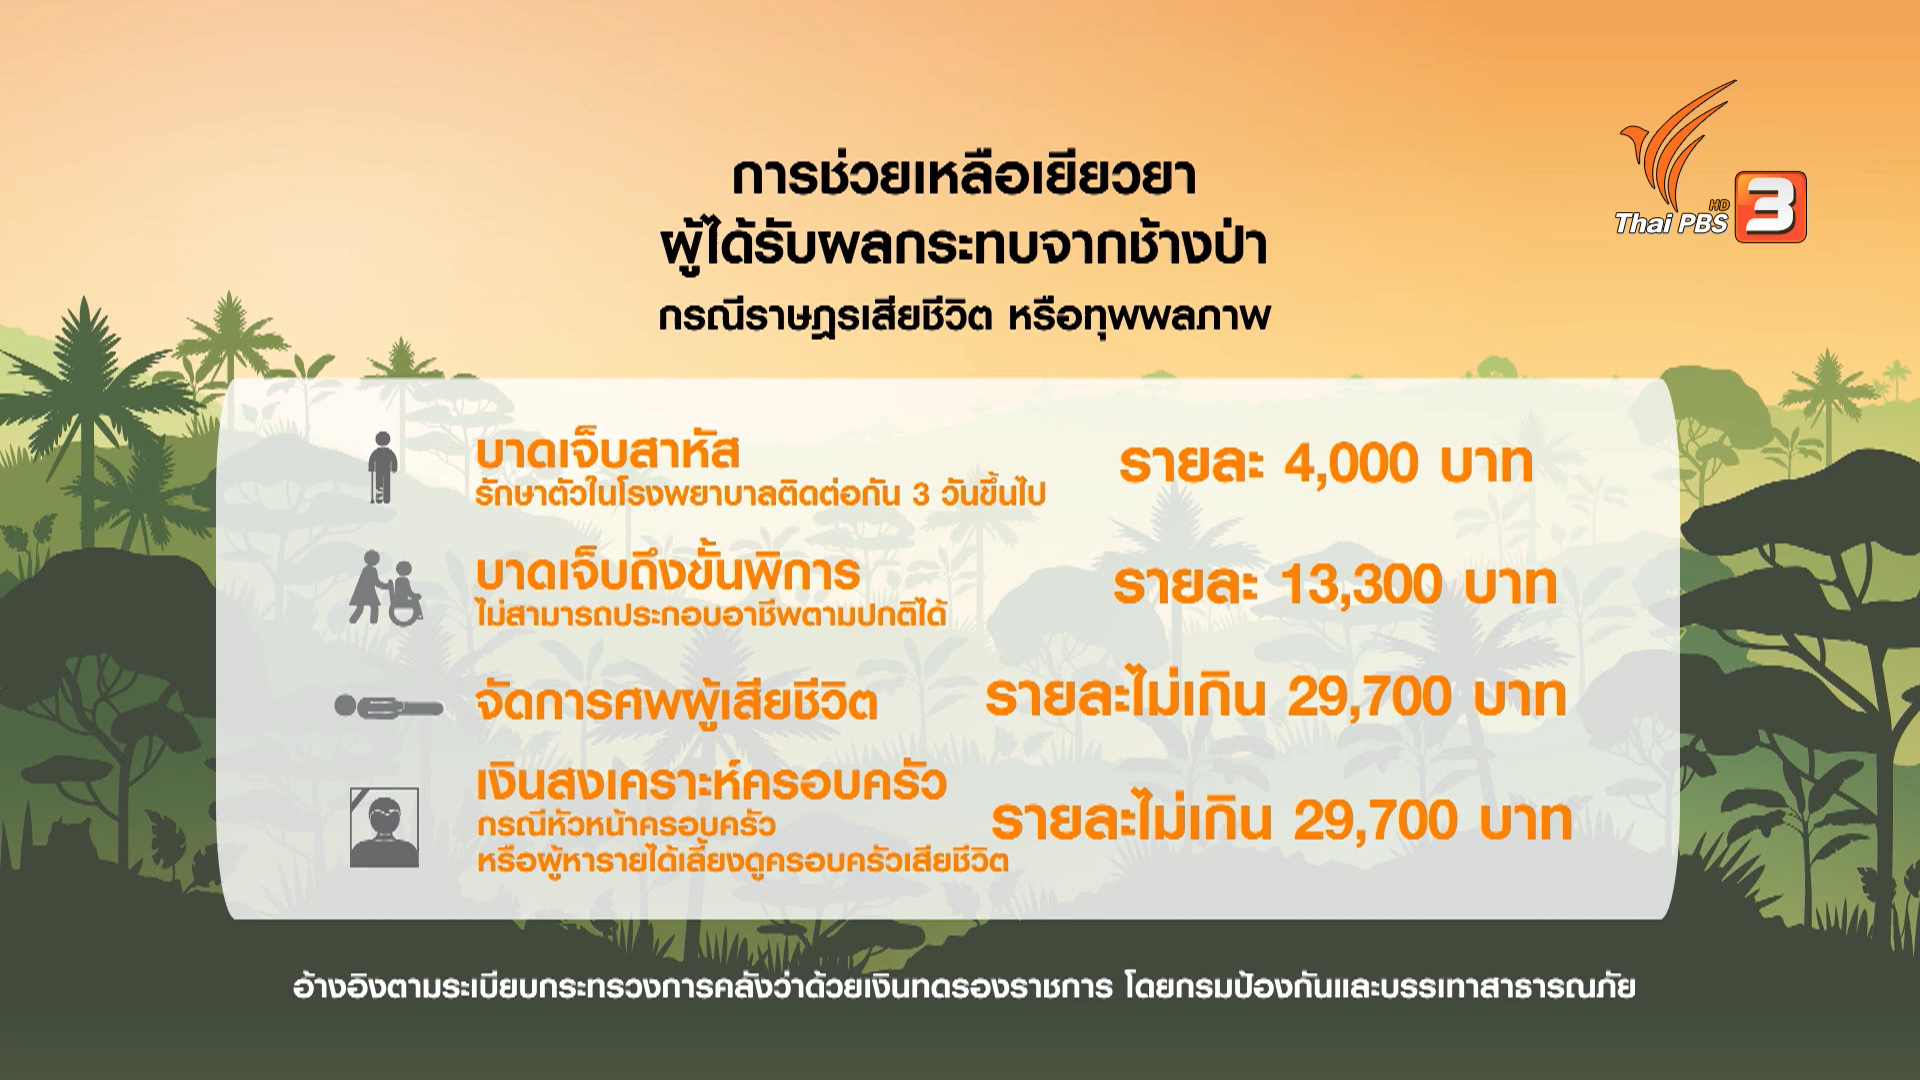 การช่วยเหลือเยียวยา
ผู้ได้รับผลกระทบจากช้างป่า
กรณีราษฎรเสียชีวิต หรือทุพพลภาพ
HD
Thai PBS 3
บาดเจ็บสาหัส
รักษาตัวในโรงพยาบาลติดต่อกัน 3 วันขึ้นไป
รายละ 4,000 บาท
บาดเจ็บถึงขั้นพิการ
ไม่สามารถประกอบอาชีพตามปกติได้
รายละ 13,300 บาท
จัดการศพผู้เสียชีวิต
รายละไม่เกิน 29,700 บาท
เงินสงเคราะห์ครอบครัว
กรณีหัวหน้าครอบครัว
หรือผู้หารายได้เลี้ยงดูครอบครัวเสียชีวิต
รายละไม่เกิน 29,700 บาท
อ้างอิงตามระเบียบกระทรวงการคลังว่าด้วยเงินทดรองราชการ โดยกรมป้องกันและบรรเทาสาธารณภัย